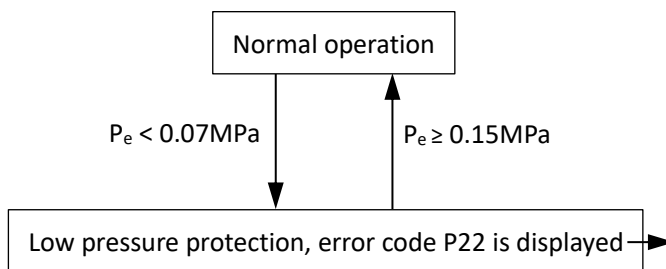 Normal operation
Pₑ < 0.07MPa
Pₑ ≥ 0.15MPa
Low pressure protection, error code P22 is displayed